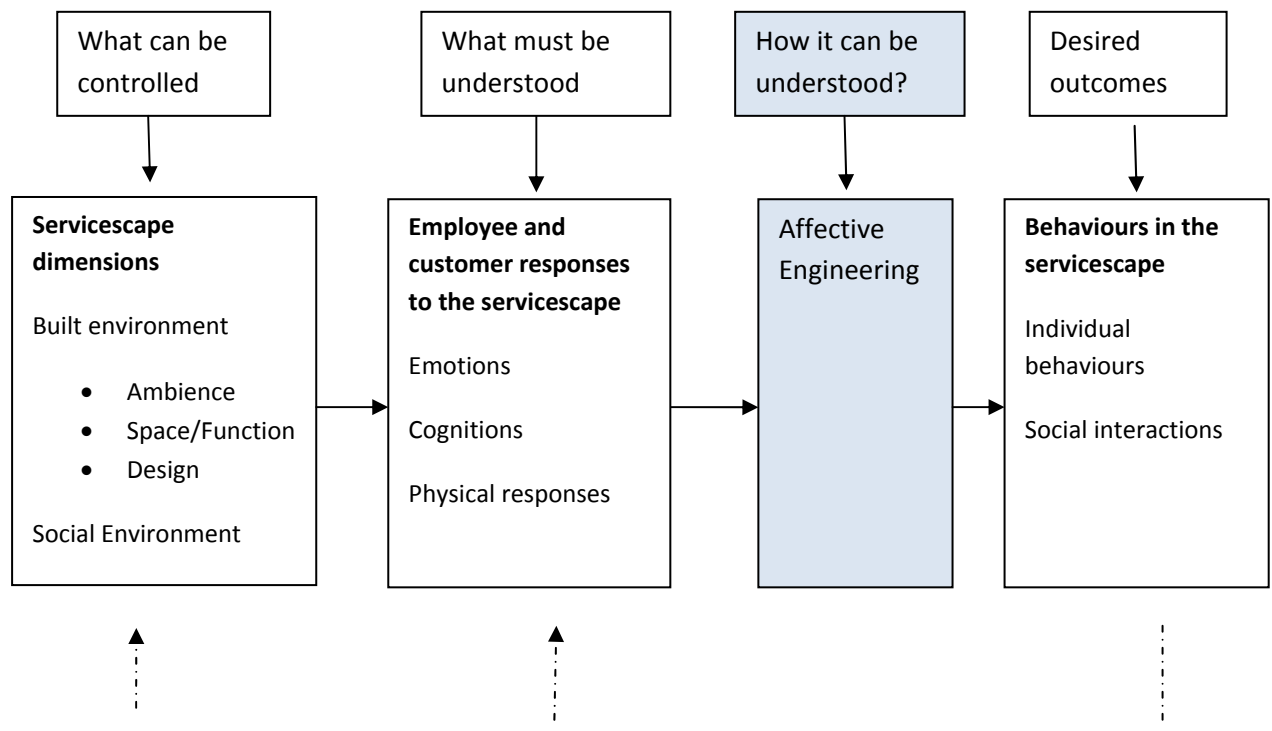 What can be
controlled
What must be
understood
How it can be
understood?
Desired
outcomes
Servicescape
dimensions
Built environment
• Ambience
• Space/Function
• Design
Social Environment
Employee and
customer responses
to the servicescape
Emotions
Cognitions
Physical responses
Affective
Engineering
Behaviours in the
servicescape
Individual
behaviours
Social interactions